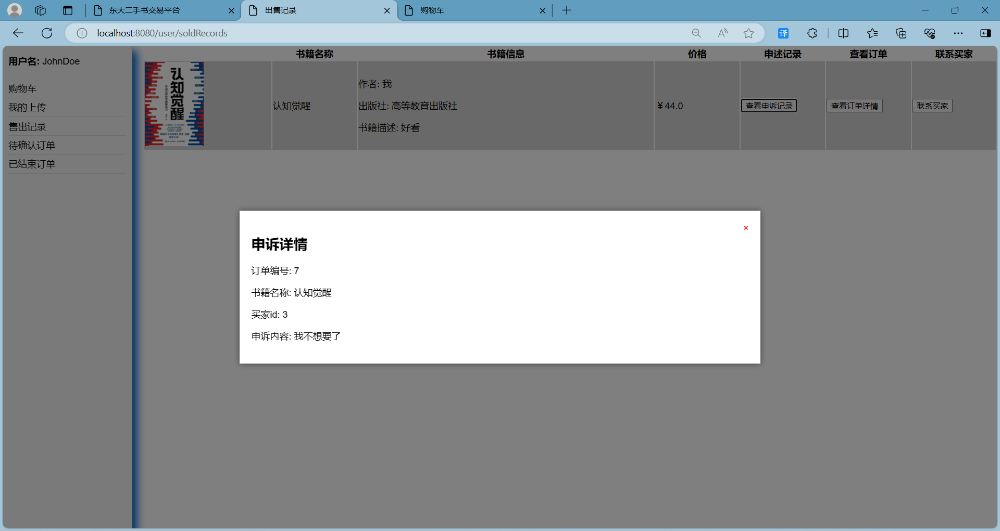 东大二手书交易平台
出售记录
购物车
localhost:8080/user/soldRecords
译
用户名: JohnDoe
购物车
我的上传
售出记录
待确认订单
已结束订单
书籍名称 书籍信息 价格 申述记录 查看订单 联系买家
认知觉醒
认知觉醒
作者: 我
出版社: 高等教育出版社
书籍描述: 好看
¥ 44.0
查看申诉记录
查看订单详情
联系买家
×
申诉详情
订单编号: 7
书籍名称: 认知觉醒
买家id: 3
申诉内容: 我不想要了